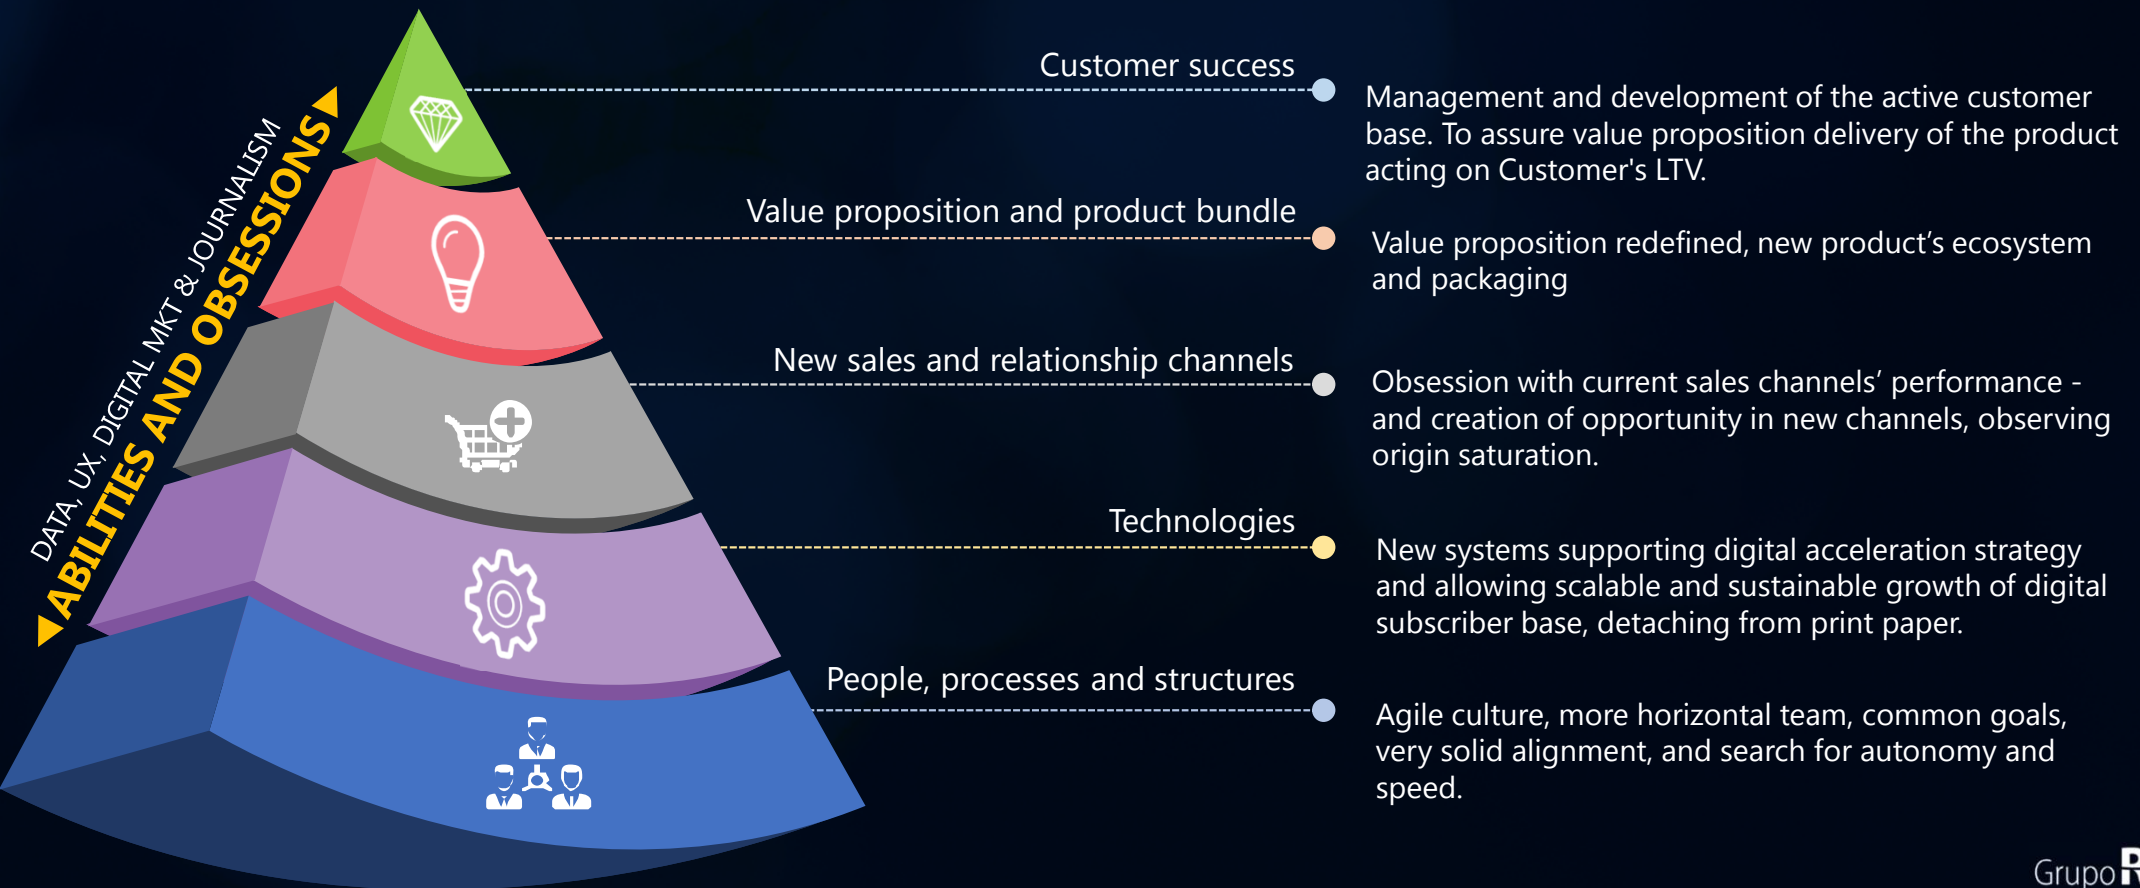 DATA, UX, DIGITAL MKT & JOURNALISM
ABILITIES AND OBSESSIONS
Customer success
Management and development of the active customer
base. To assure value proposition delivery of the product
acting on Customer's LTV.
Value proposition and product bundle
Value proposition redefined, new product’s ecosystem
and packaging
New sales and relationship channels
Obsession with current sales channels’ performance -
and creation of opportunity in new channels, observing
origin saturation.
Technologies
New systems supporting digital acceleration strategy
and allowing scalable and sustainable growth of digital
subscriber base, detaching from print paper.
People, processes and structures
Agile culture, more horizontal team, common goals,
very solid alignment, and search for autonomy and
speed.
Grupo